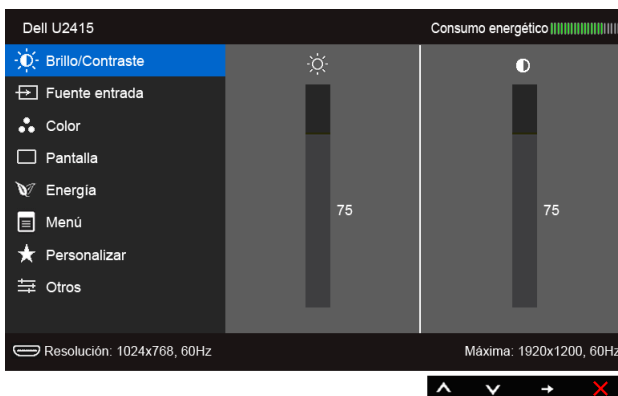 Dell U2415
Consumo energético
Brillo/Contraste
Fuente entrada
Color
Pantalla
Energía
Menú
Personalizar
Otros
75
75
Resolución: 1024x768, 60Hz
Máxima: 1920x1200, 60Hz